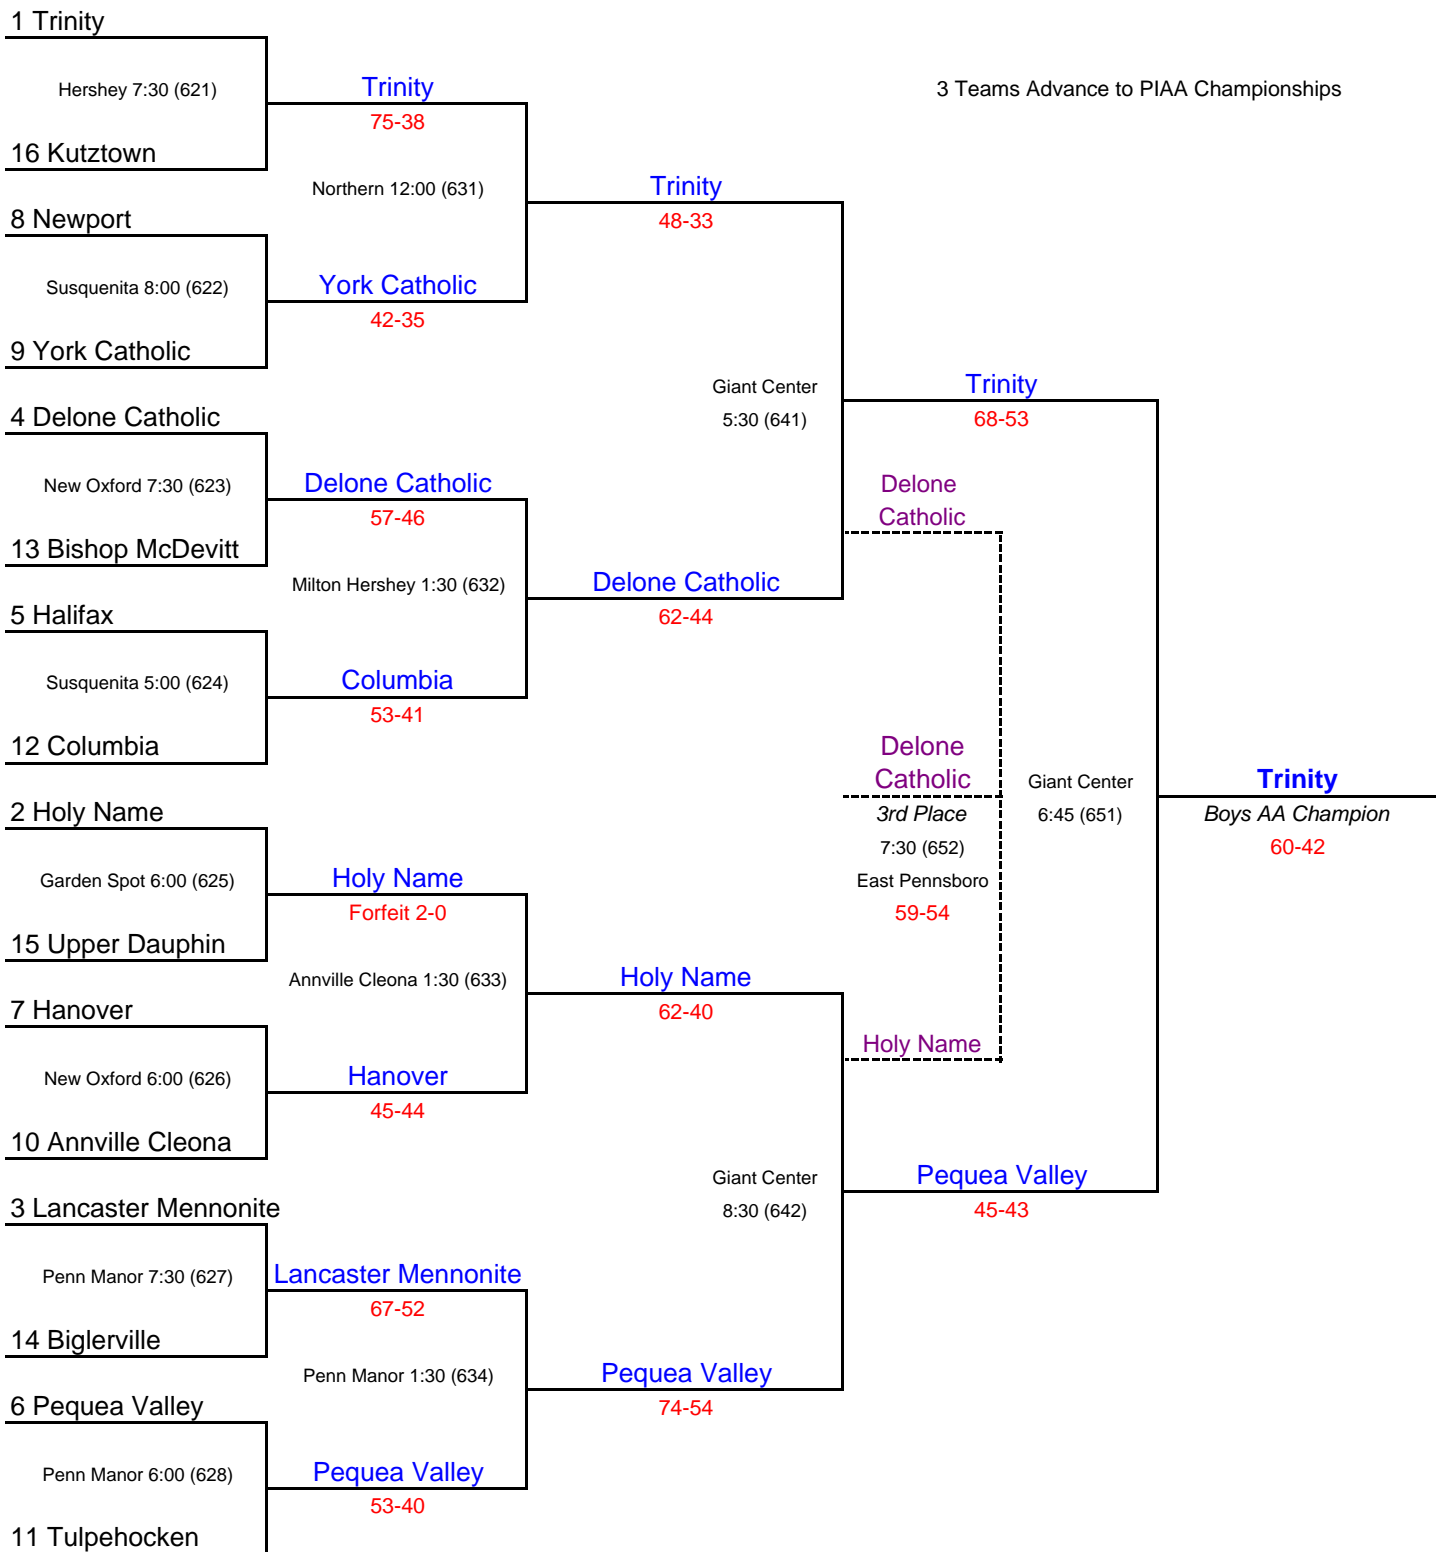 1 Trinity
Hershey 7:30 (621)
Trinity
3 Teams Advance to PIAA Championships
75-38
16 Kutztown
Northern 12:00 (631)
Trinity
48-33
8 Newport
Susquenita 8:00 (622)
York Catholic
42-35
9 York Catholic
Giant Center
5:30 (641)
Trinity
68-53
4 Delone Catholic
New Oxford 7:30 (623)
Delone Catholic
57-46
Delone
Catholic
13 Bishop McDevitt
Milton Hershey 1:30 (632)
Delone Catholic
62-44
5 Halifax
Susquenita 5:00 (624)
Columbia
53-41
12 Columbia
Delone
Catholic
3rd Place
7:30 (652)
East Pennsboro
59-54
Giant Center
6:45 (651)
Trinity
Boys AA Champion
60-42
2 Holy Name
Garden Spot 6:00 (625)
Holy Name
Forfeit 2-0
15 Upper Dauphin
Annville Cleona 1:30 (633)
Holy Name
62-40
7 Hanover
Holy Name
New Oxford 6:00 (626)
Hanover
45-44
10 Annville Cleona
Giant Center
8:30 (642)
Pequea Valley
45-43
3 Lancaster Mennonite
Penn Manor 7:30 (627)
Lancaster Mennonite
67-52
14 Biglerville
Penn Manor 1:30 (634)
Pequea Valley
74-54
6 Pequea Valley
Penn Manor 6:00 (628)
Pequea Valley
53-40
11 Tulpehocken